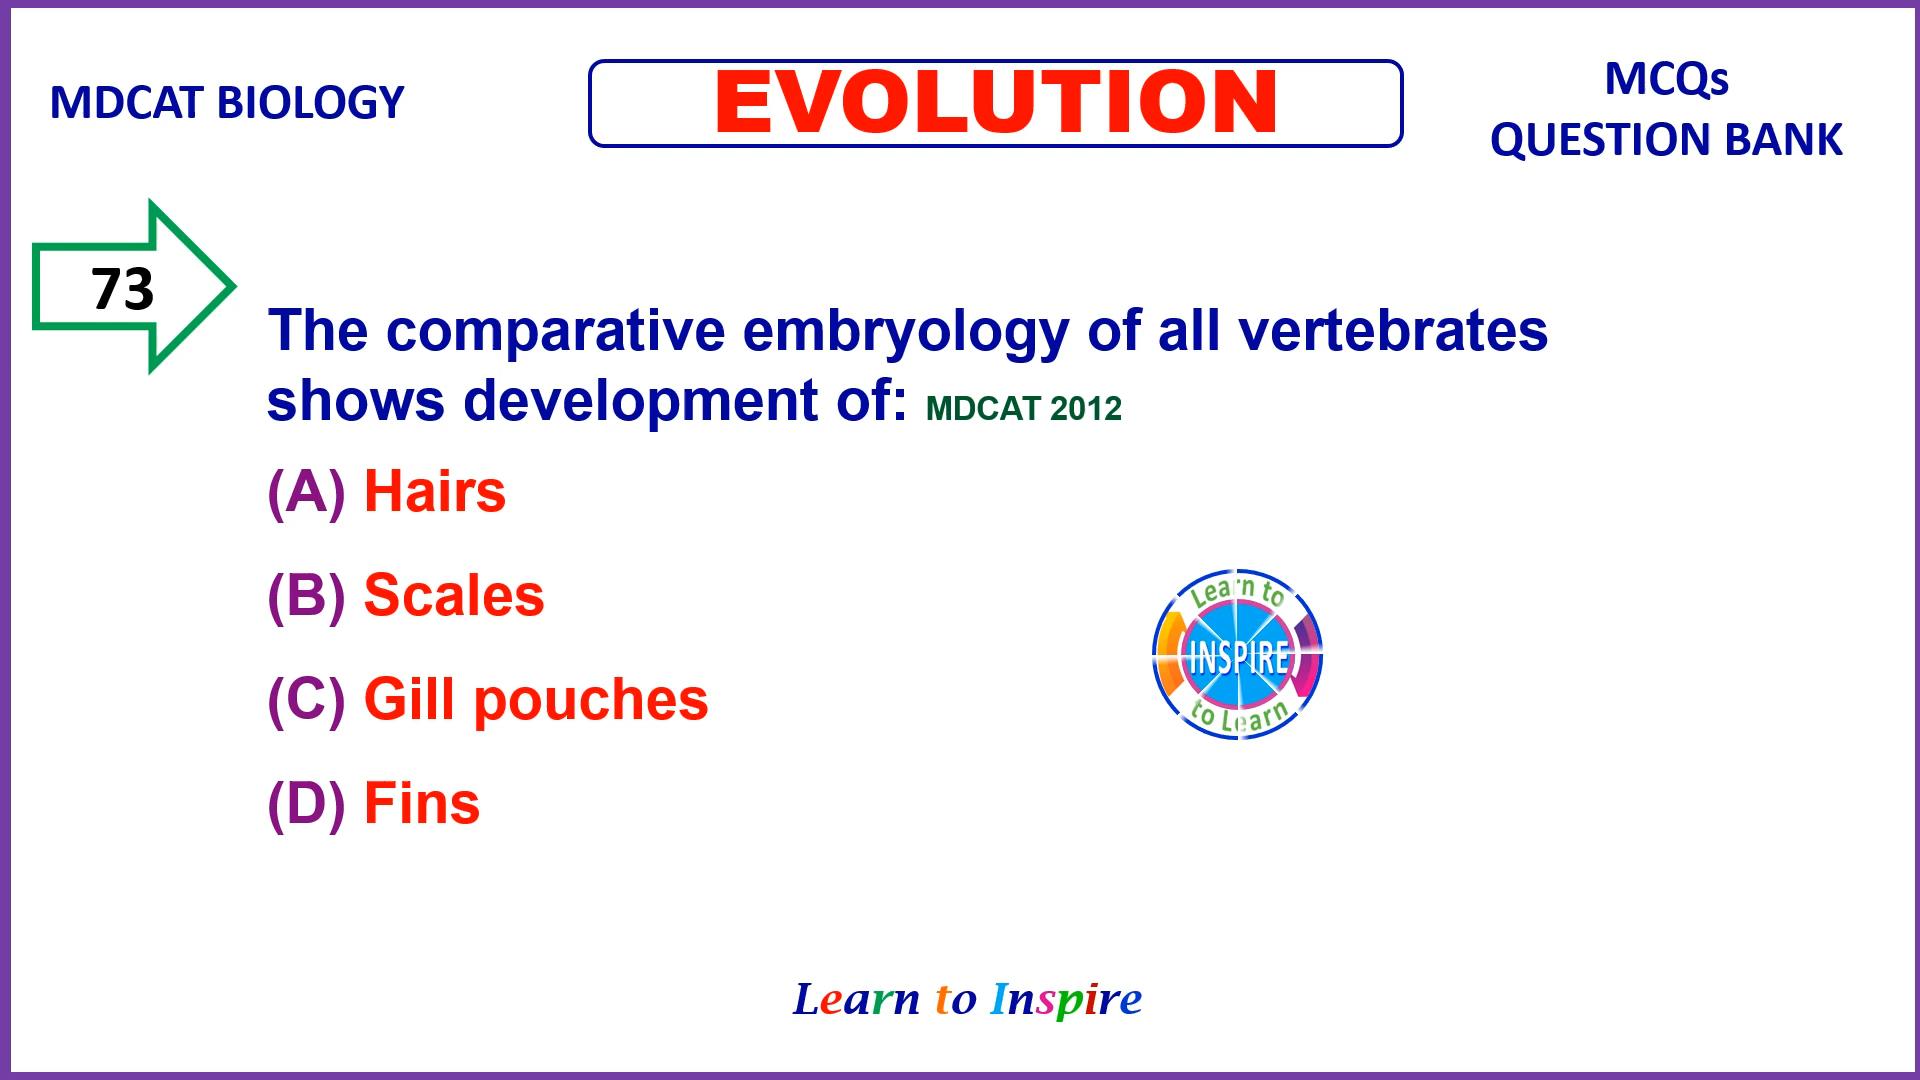 MDCAT BIOLOGY
EVOLUTION
MCQs
QUESTION BANK
73
The comparative embryology of all vertebrates
shows development of: MDCAT 2012
(A) Hairs
(B) Scales
(C) Gill pouches
(D) Fins
Learn to
INSPIRE
to Learn
Learn to Inspire